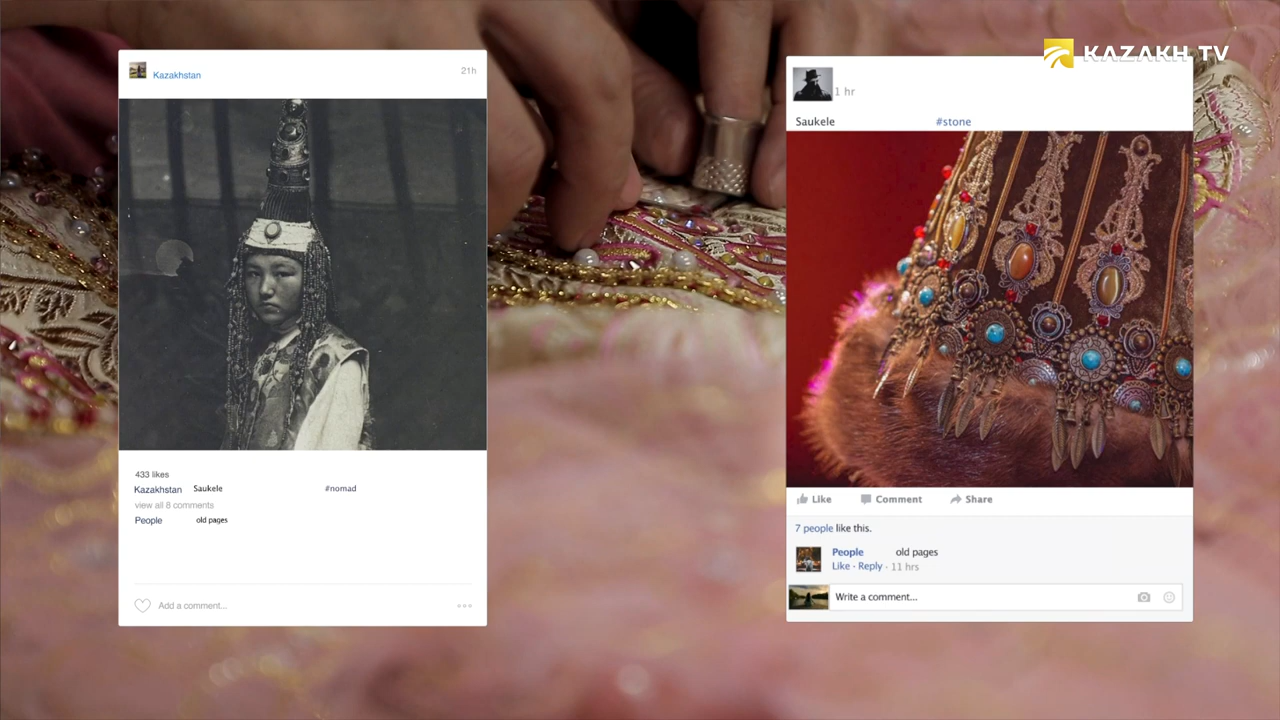 KAZAKH TV
Kazakhstan
21h
433 likes
Kazakhstan Saukele #nomad
view all 8 comments
People old pages
Add a comment...
1 hr
Saukele #stone
Like Comment Share
7 people like this.
People old pages
Like · Reply · 11 hrs
Write a comment...